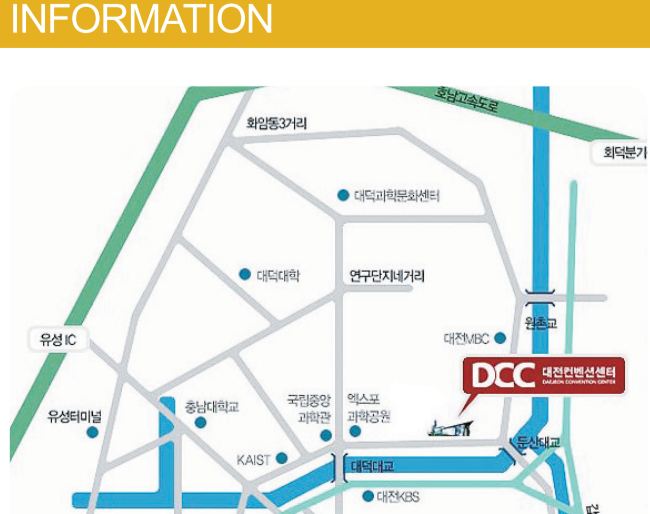 INFORMATION
호남고속도로
화암동3거리
회덕분기
대덕과학문화센터
대덕대학
연구단지네거리
원촌교
유성 IC
대전MBC
DCC 대전컨벤션센터
DAEJEON CONVENTION CENTER
유성터미널
충남대학교
국립중앙
과학관
엑스포
과학공원
둔산대교
KAIST
대덕대교
대전KBS